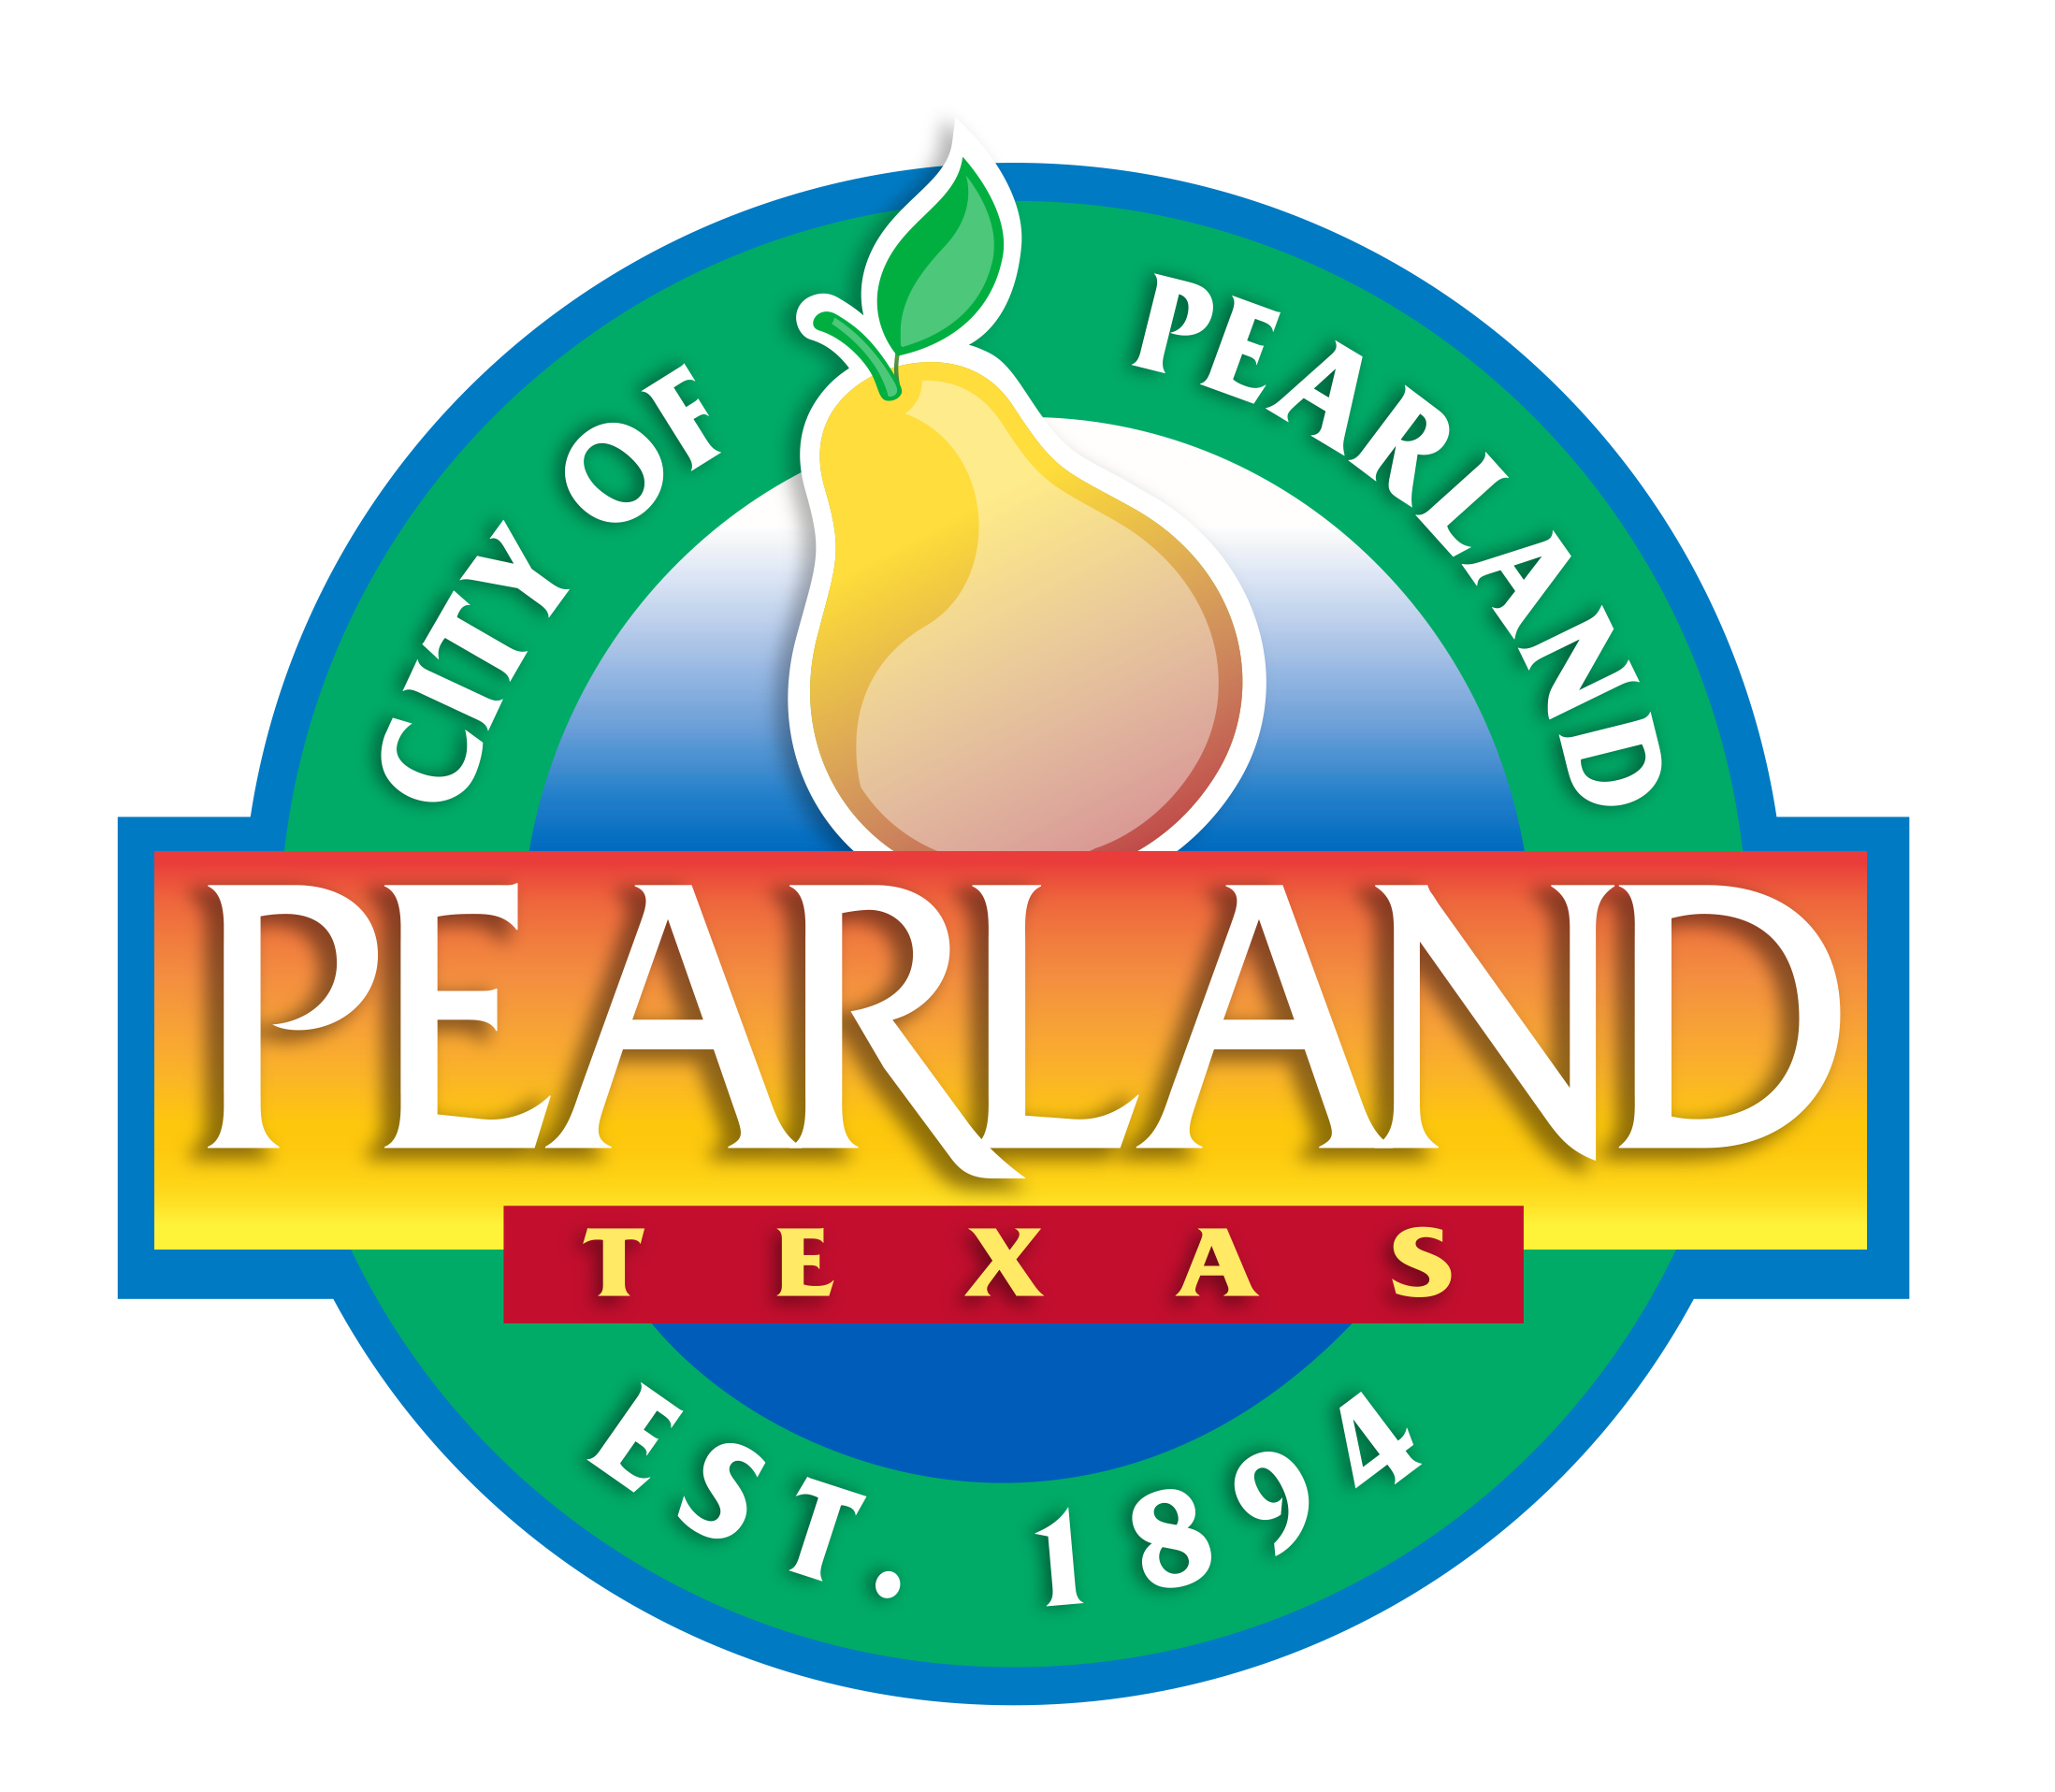 CITY OF PEARLAND
PEARLAND
TEXAS
EST. 1894